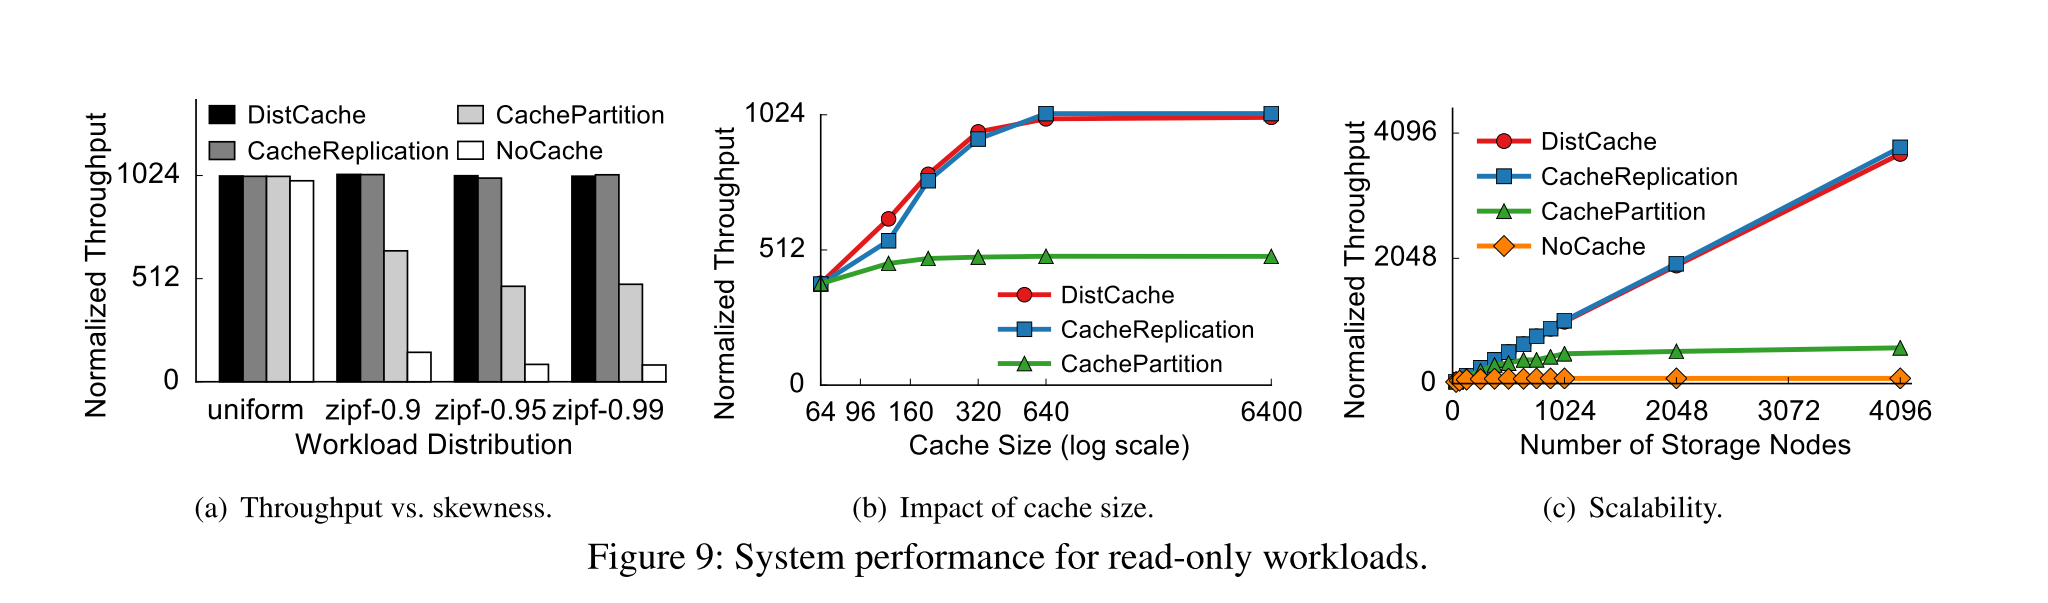 Normalized Throughput
1024
512
0
DistCache
CacheReplication
CachePartition
NoCache
uniform zipf-0.9 zipf-0.95 zipf-0.99
Workload Distribution
(a) Throughput vs. skewness.
Normalized Throughput
1024
512
0
DistCache
CacheReplication
CachePartition
64 96 160 320 640 6400
Cache Size (log scale)
(b) Impact of cache size.
Normalized Throughput
4096
2048
0
DistCache
CacheReplication
CachePartition
NoCache
0 1024 2048 3072 4096
Number of Storage Nodes
(c) Scalability.
Figure 9: System performance for read-only workloads.